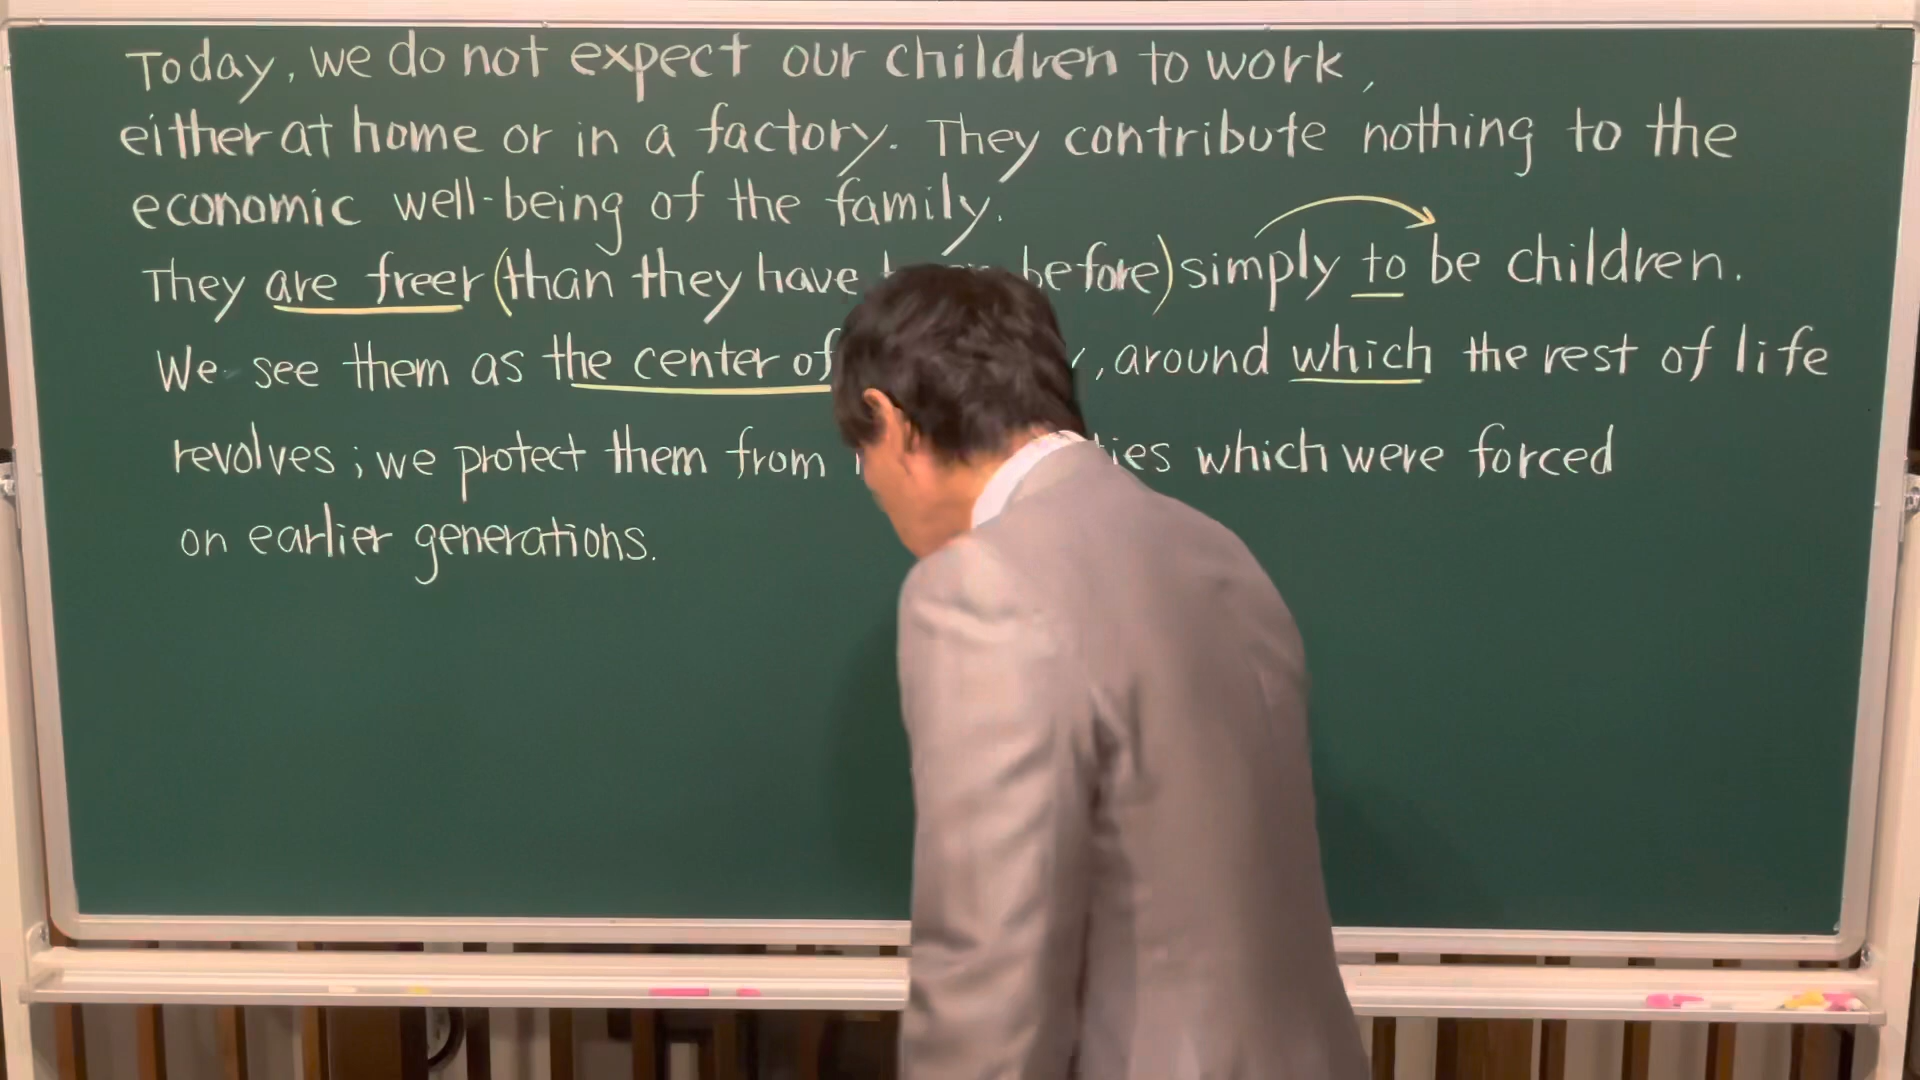 Today, we do not expect our children to work,
either at home or in a factory. They contribute nothing to the
economic well-being of the family.
They are freer (than they have before) simply to be children.
We see them as the center of , around which the rest of life
revolves; we protect them from which were forced
on earlier generations.